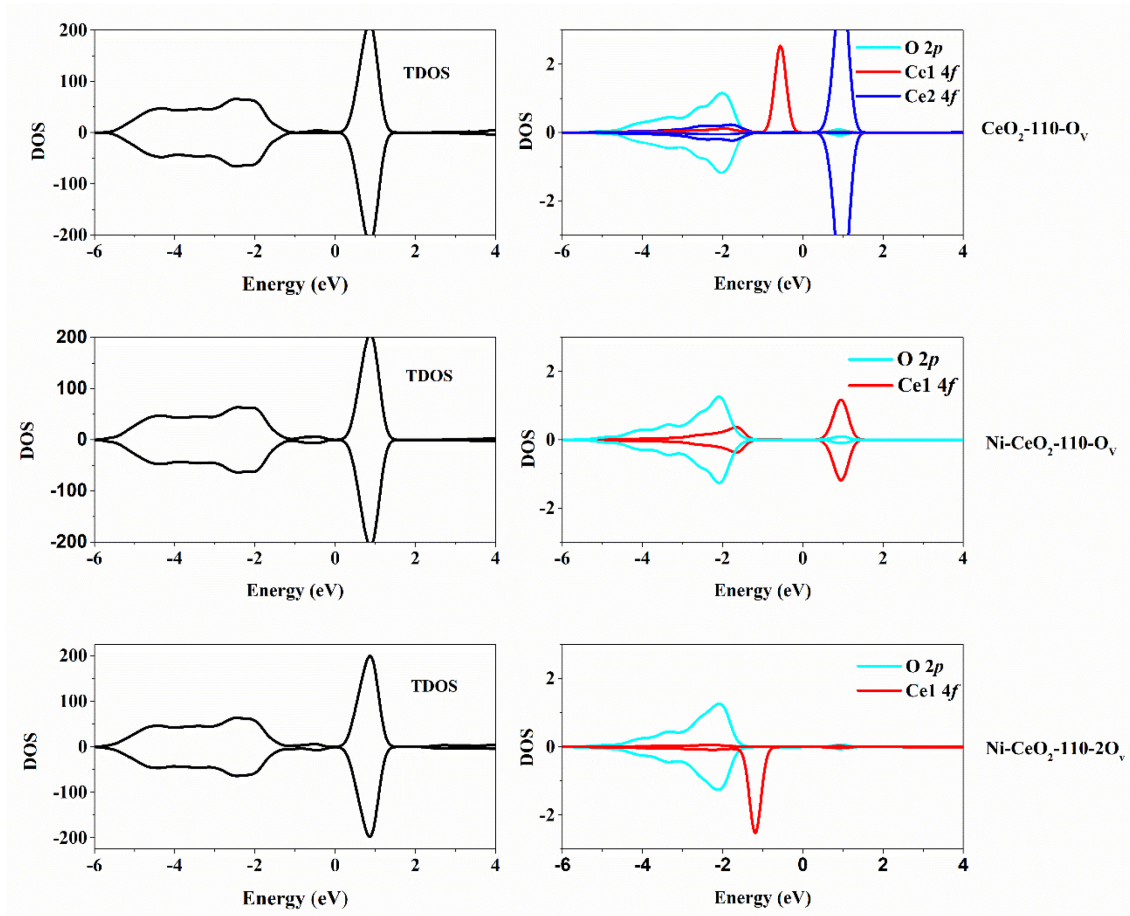 200
100
0
-100
-200
DOS
TDOS
-6 -4 -2 0 2 4
Energy (eV)
2
0
-2
DOS
O 2p
Cc1 4f
Ce2 4f
-6 -4 -2 0 2 4
Energy (eV)
CeO₂-110-Oᵥ
200
100
0
-100
-200
DOS
TDOS
-6 -4 -2 0 2 4
Energy (eV)
2
0
-2
DOS
O 2p
Ce1 4f
-6 -4 -2 0 2 4
Energy (eV)
Ni-CeO₂-110-Oᵥ
200
100
0
-100
-200
DOS
TDOS
-6 -4 -2 0 2 4
Energy (eV)
2
0
-2
DOS
O 2p
Ce1 4f
-6 -4 -2 0 2 4
Energy (eV)
Ni-CeO₂-110-2Oᵥ